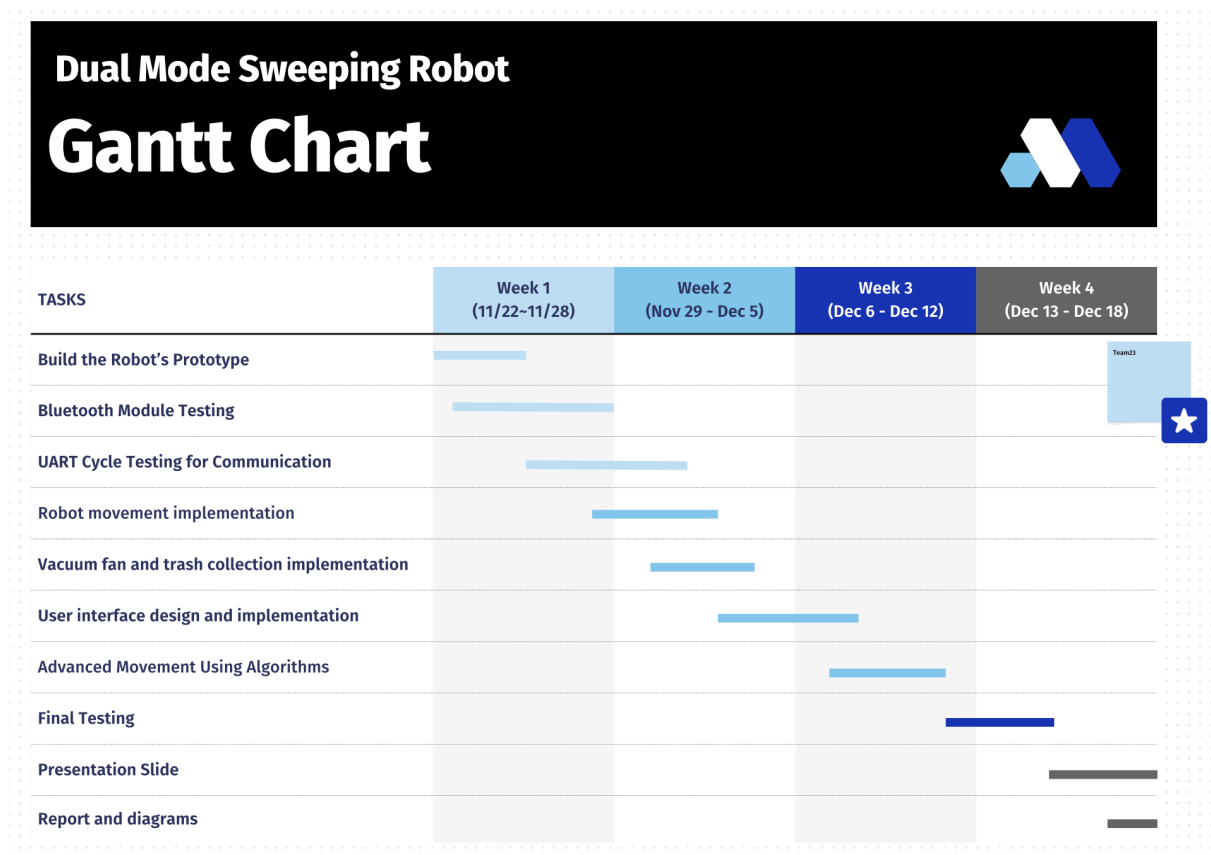 Dual Mode Sweeping Robot
Gantt Chart
TASKS
Week 1
(11/22~11/28)
Week 2
(Nov 29 - Dec 5)
Week 3
(Dec 6 - Dec 12)
Week 4
(Dec 13 - Dec 18)
Build the Robot’s Prototype
Team23
Bluetooth Module Testing
UART Cycle Testing for Communication
Robot movement implementation
Vacuum fan and trash collection implementation
User interface design and implementation
Advanced Movement Using Algorithms
Final Testing
Presentation Slide
Report and diagrams